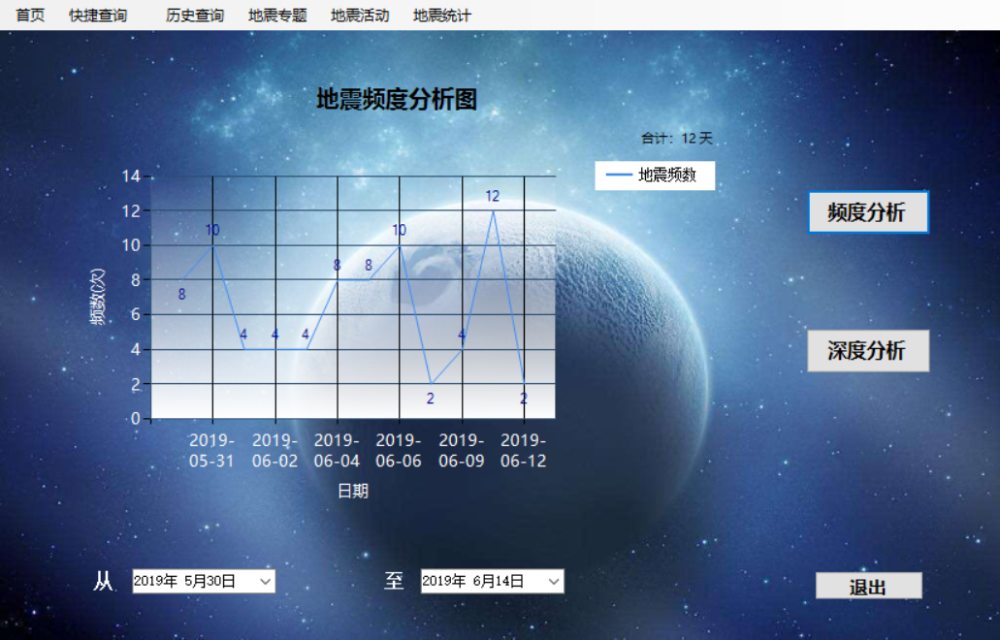 首页 快捷查询 历史查询 地震专题 地震活动 地震统计
地震频度分析图
合计：12 天
地震频数
频度分析
深度分析
频数(次)
14
12
10
8
6
4
2
0
8
10
4
4
4
8
8
10
2
4
12
2
2019-05-31
2019-06-02
2019-06-04
2019-06-06
2019-06-09
2019-06-12
日期
从 2019年 5月30日 至 2019年 6月14日
退出